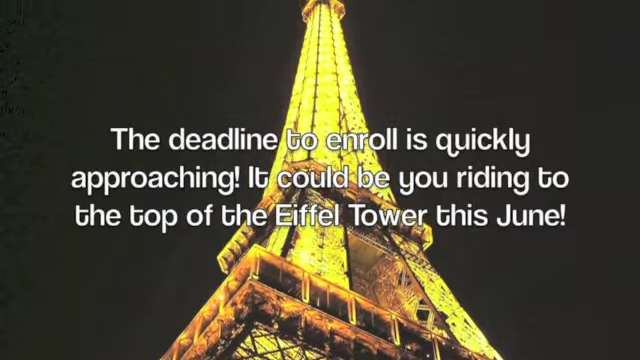 The deadline to enroll is quickly
approaching! It could be you riding to
the top of the Eiffel Tower this June!